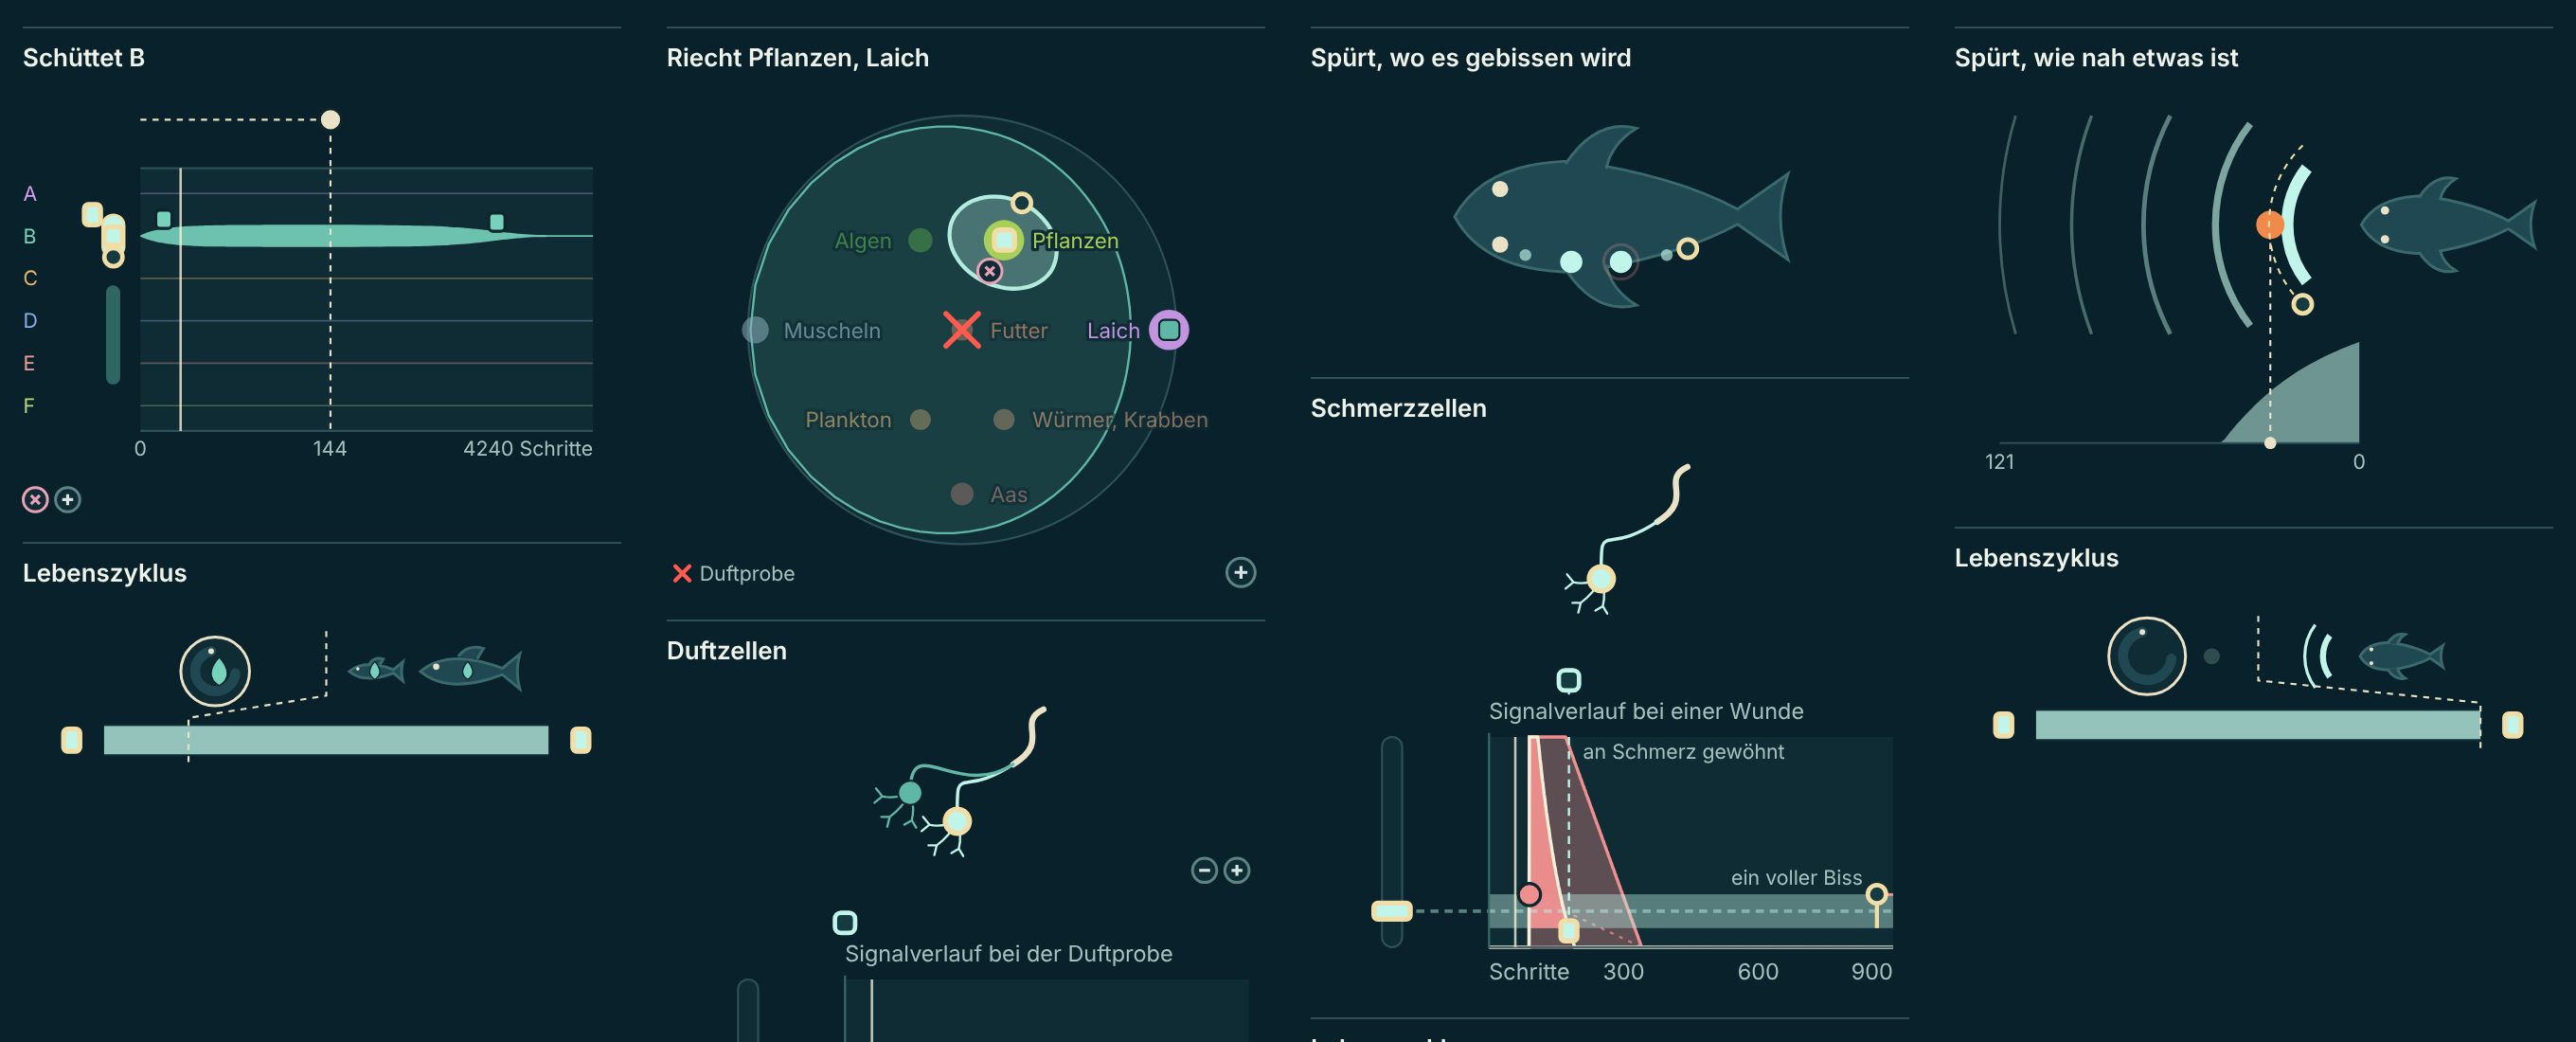 Schüttet B
A
B
C
D
E
F
0
144
4240 Schritte
Lebenszyklus
Riecht Pflanzen, Laich
Algen
Pflanzen
Muscheln
Futter
Laich
Plankton
Würmer, Krabben
Aas
Duftprobe
Duftzellen
Signalverlauf bei der Duftprobe
Spürt, wo es gebissen wird
Schmerzzellen
Signalverlauf bei einer Wunde
an Schmerz gewöhnt
ein voller Biss
Schritte
300
600
900
Spürt, wie nah etwas ist
121
0
Lebenszyklus